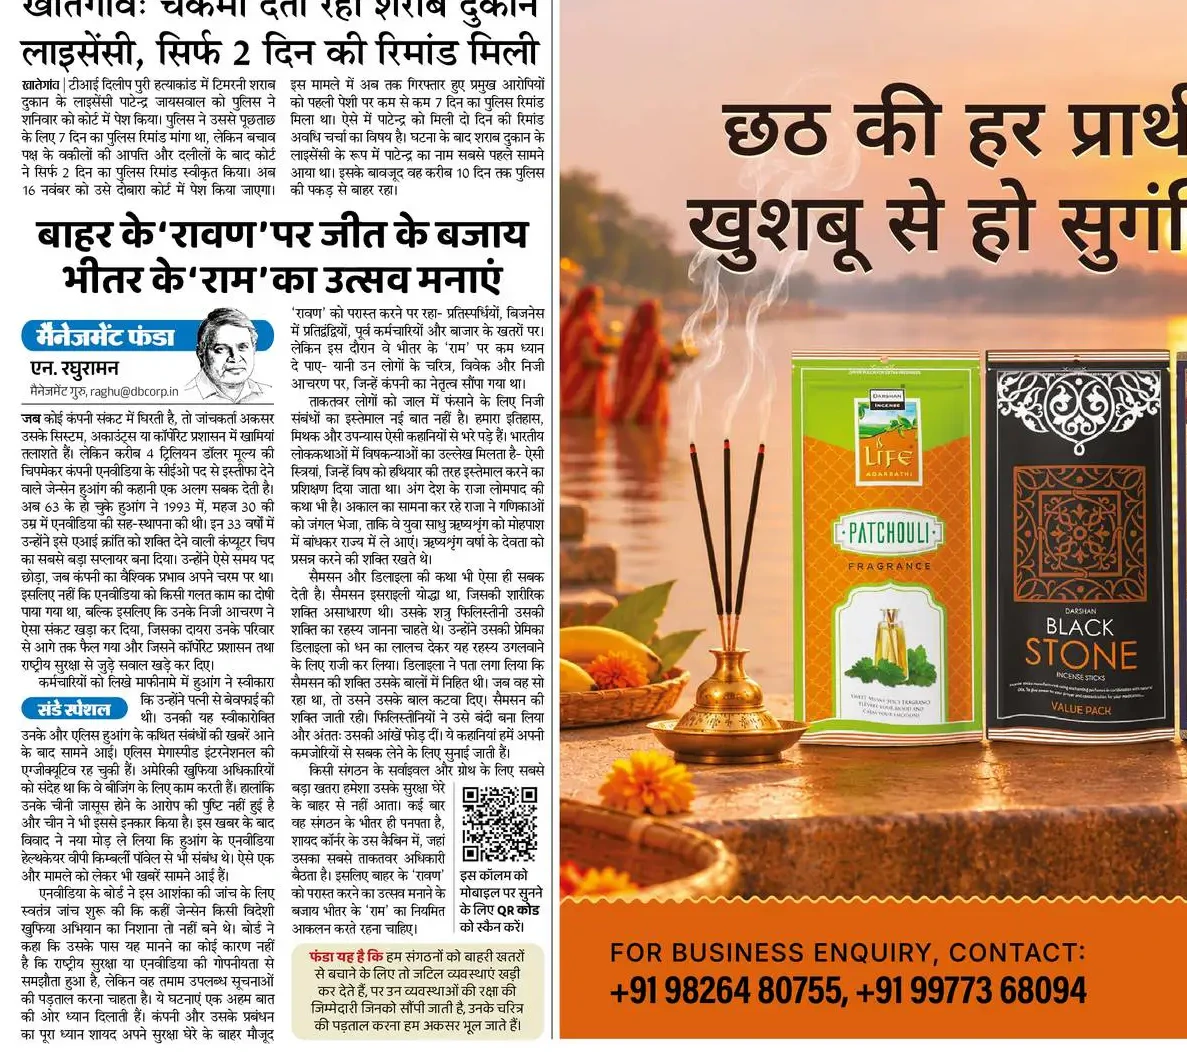 खातेगांवः चकमा देता रहा शराब दुकान
लाइसेंसी, सिर्फ 2 दिन की रिमांड मिली
खातेगांव | टीआई दिलीप पुरी हत्याकांड में टिमरनी शराब
दुकान के लाइसेंसी पाटेन्द्र जायसवाल को पुलिस ने
शनिवार को कोर्ट में पेश किया। पुलिस ने उससे पूछताछ
के लिए 7 दिन का पुलिस रिमांड मांगा था, लेकिन बचाव
पक्ष के वकीलों की आपत्ति और दलीलों के बाद कोर्ट
ने सिर्फ 2 दिन का पुलिस रिमांड स्वीकृत किया। अब
16 नवंबर को उसे दोबारा कोर्ट में पेश किया जाएगा।
इस मामले में अब तक गिरफ्तार हुए प्रमुख आरोपियों
को पहली पेशी पर कम से कम 7 दिन का पुलिस रिमांड
मिला था। ऐसे में पाटेन्द्र को मिली दो दिन की रिमांड
अवधि चर्चा का विषय है। घटना के बाद शराब दुकान के
लाइसेंसी के रूप में पाटेन्द्र का नाम सबसे पहले सामने
आया था। इसके बावजूद वह करीब 10 दिन तक पुलिस
की पकड़ से बाहर रहा।
बाहर के 'रावण' पर जीत के बजाय
भीतर के 'राम' का उत्सव मनाएं
मैनेजमेंट फंडा
एन. रघुरामन
मैनेजमेंट गुरु, raghu@dbcorp.in
जब कोई कंपनी संकट में घिरती है, तो जांचकर्ता अकसर
उसके सिस्टम, अकाउंट्स या कॉर्पोरेट प्रशासन में खामियां
तलाशते हैं। लेकिन करीब 4 ट्रिलियन डॉलर मूल्य की
चिपमेकर कंपनी एनवीडिया के सीईओ पद से इस्तीफा देने
वाले जेन्सेन हुआंग की कहानी एक अलग सबक देती है।
अब 63 के हो चुके हुआंग ने 1993 में, महज 30 की
उम्र में एनवीडिया की सह-स्थापना की थी। इन 33 वर्षों में
उन्होंने इसे एआई क्रांति को शक्ति देने वाली कंप्यूटर चिप
का सबसे बड़ा सप्लायर बना दिया। उन्होंने ऐसे समय पद
छोड़ा, जब कंपनी का वैश्विक प्रभाव अपने चरम पर था।
इसलिए नहीं कि एनवीडिया को किसी गलत काम का दोषी
पाया गया था, बल्कि इसलिए कि उनके निजी आचरण ने
ऐसा संकट खड़ा कर दिया, जिसका दायरा उनके परिवार
से आगे तक फैल गया और जिसने कॉर्पोरेट प्रशासन तथा
राष्ट्रीय सुरक्षा से जुड़े सवाल खड़े कर दिए।
कर्मचारियों को लिखे माफीनामे में हुआंग ने स्वीकारा
संडे स्पेशल
कि उन्होंने पत्नी से बेवफाई की
थी। उनकी यह स्वीकारोक्ति
उनके और एलिस हुआंग के कथित संबंधों की खबरें आने
के बाद सामने आई। एलिस मेगास्पीड इंटरनेशनल की
एग्जीक्यूटिव रह चुकी हैं। अमेरिकी खुफिया अधिकारियों
को संदेह था कि वे बीजिंग के लिए काम करती हैं। हालांकि
उनके चीनी जासूस होने के आरोप की पुष्टि नहीं हुई है
और चीन ने भी इससे इनकार किया है। इस खबर के बाद
विवाद ने नया मोड़ ले लिया कि हुआंग के एनवीडिया
हेल्थकेयर वीपी किम्बर्ली पॉवेल से भी संबंध थे। ऐसे एक
और मामले को लेकर भी खबरें सामने आई हैं।
एनवीडिया के बोर्ड ने इस आशंका की जांच के लिए
स्वतंत्र जांच शुरू की कि कहीं जेन्सेन किसी विदेशी
खुफिया अभियान का निशाना तो नहीं बने थे। बोर्ड ने
कहा कि उसके पास यह मानने का कोई कारण नहीं
है कि राष्ट्रीय सुरक्षा या एनवीडिया की गोपनीयता से
समझौता हुआ है, लेकिन वह तमाम उपलब्ध सूचनाओं
की पड़ताल करना चाहता है। ये घटनाएं एक अहम बात
की ओर ध्यान दिलाती हैं। कंपनी और उसके प्रबंधन
का पूरा ध्यान शायद अपने सुरक्षा घेरे के बाहर मौजूद
'रावण' को परास्त करने पर रहा- प्रतिस्पर्धियों, बिजनेस
में प्रतिद्वंद्वियों, पूर्व कर्मचारियों और बाजार के खतरों पर।
लेकिन इस दौरान वे भीतर के 'राम' पर कम ध्यान
दे पाए- यानी उन लोगों के चरित्र, विवेक और निजी
आचरण पर, जिन्हें कंपनी का नेतृत्व सौंपा गया था।
ताकतवर लोगों को जाल में फंसाने के लिए निजी
संबंधों का इस्तेमाल नई बात नहीं है। हमारा इतिहास,
मिथक और उपन्यास ऐसी कहानियों से भरे पड़े हैं। भारतीय
लोककथाओं में विषकन्याओं का उल्लेख मिलता है- ऐसी
स्त्रियां, जिन्हें विष को हथियार की तरह इस्तेमाल करने का
प्रशिक्षण दिया जाता था। अंग देश के राजा लोमपाद की
कथा भी है। अकाल का सामना कर रहे राजा ने गणिकाओं
को जंगल भेजा, ताकि वे युवा साधु ऋष्यशृंग को मोहपाश
में बांधकर राज्य में ले आएं। ऋष्यशृंग वर्षा के देवता को
प्रसन्न करने की शक्ति रखते थे।
सैमसन और डिलाइला की कथा भी ऐसा ही सबक
देती है। सैमसन इसराइली योद्धा था, जिसकी शारीरिक
शक्ति असाधारण थी। उसके शत्रु फिलिस्तीनी उसकी
शक्ति का रहस्य जानना चाहते थे। उन्होंने उसकी प्रेमिका
डिलाइला को धन का लालच देकर यह रहस्य उगलवाने
के लिए राजी कर लिया। डिलाइला ने पता लगा लिया कि
सैमसन की शक्ति उसके बालों में निहित थी। जब वह सो
रहा था, तो उसने उसके बाल कटवा दिए। सैमसन की
शक्ति जाती रही। फिलिस्तीनियों ने उसे बंदी बना लिया
और अंततः उसकी आंखें फोड़ दीं। ये कहानियां हमें अपनी
कमजोरियों से सबक लेने के लिए सुनाई जाती हैं।
किसी संगठन के सर्वाइवल और ग्रोथ के लिए सबसे
बड़ा खतरा हमेशा उसके सुरक्षा घेरे
के बाहर से नहीं आता। कई बार
वह संगठन के भीतर ही पनपता है,
शायद कॉर्नर के उस कैबिन में, जहां
उसका सबसे ताकतवर अधिकारी
बैठता है। इसलिए बाहर के 'रावण'
को परास्त करने का उत्सव मनाने के
बजाय भीतर के 'राम' का नियमित
आकलन करते रहना चाहिए।
इस कॉलम को
मोबाइल पर सुनने
के लिए QR कोड
को स्कैन करें।
फंडा यह है कि हम संगठनों को बाहरी खतरों
से बचाने के लिए तो जटिल व्यवस्थाएं खड़ी
कर देते हैं, पर उन व्यवस्थाओं की रक्षा की
जिम्मेदारी जिनको सौंपी जाती है, उनके चरित्र
की पड़ताल करना हम अकसर भूल जाते हैं।
छठ की हर प्रार्थ
खुशबू से हो सुगंि
DARSHAN
INCENSE
LIFE
AGARBATHI
PATCHOULI
FRAGRANCE
DARSHAN
BLACK
STONE
INCENSE STICKS
VALUE PACK
FOR BUSINESS ENQUIRY, CONTACT:
+91 98264 80755, +91 99773 68094